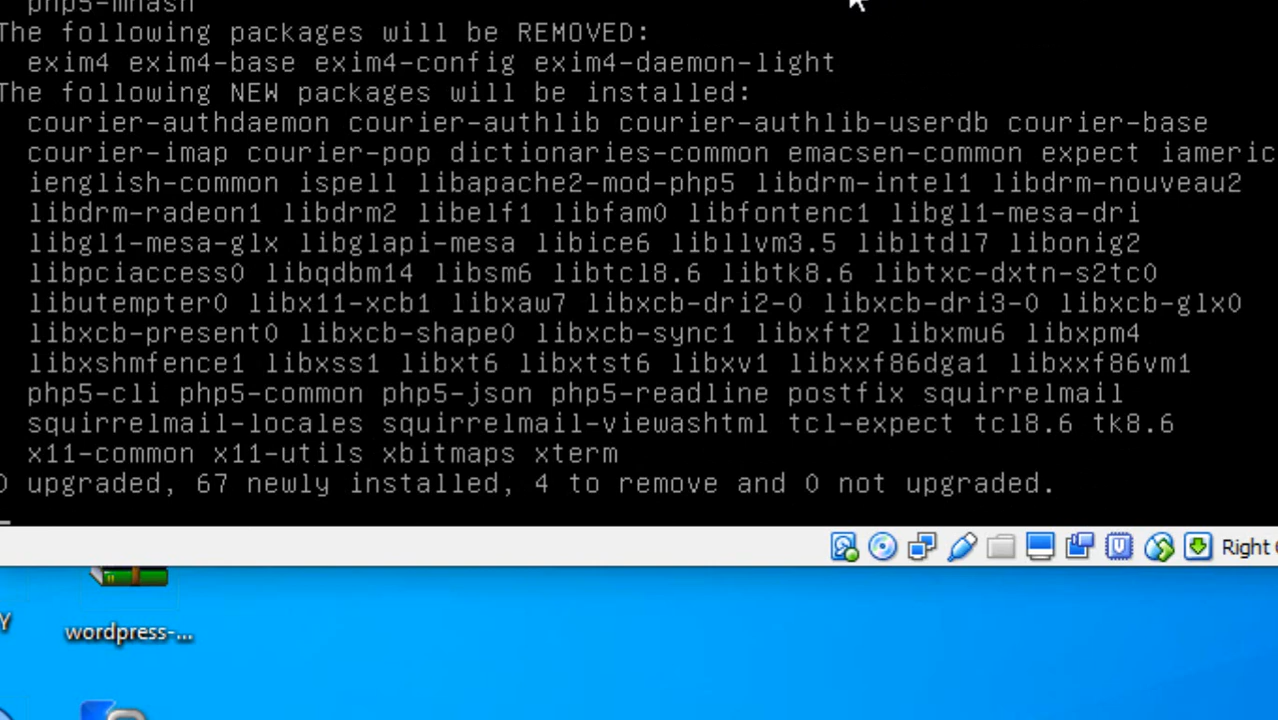 php5-mhash
The following packages will be REMOVED:
exim4 exim4-base exim4-config exim4-daemon-light
The following NEW packages will be installed:
courier-authdaemon courier-authlib courier-authlib-userdb courier-base
courier-imap courier-pop dictionaries-common emacsen-common expect iameric
ienglish-common ispell libapache2-mod-php5 libdrm-intel1 libdrm-nouveau2
libdrm-radeon1 libdrm2 libelf1 libfam0 libfontenc1 libgl1-mesa-dri
libgl1-mesa-glx libglapi-mesa libice6 libllvm3.5 libltdl7 libonig2
libpciaccess0 libqdbm14 libsm6 libtcl8.6 libtk8.6 libtxc-dxtn-s2tc0
libutempter0 libx11-xcb1 libxaw7 libxcb-dri2-0 libxcb-dri3-0 libxcb-glx0
libxcb-present0 libxcb-shape0 libxcb-sync1 libxft2 libxmu6 libxpm4
libxshmfence1 libxss1 libxt6 libxtst6 libxv1 libxxf86dga1 libxxf86vm1
php5-cli php5-common php5-json php5-readline postfix squirrelmail
squirrelmail-locales squirrelmail-viewashtml tcl-expect tcl8.6 tk8.6
x11-common x11-utils xbitmaps xterm
0 upgraded, 67 newly installed, 4 to remove and 0 not upgraded.
Right
Y
wordpress-...